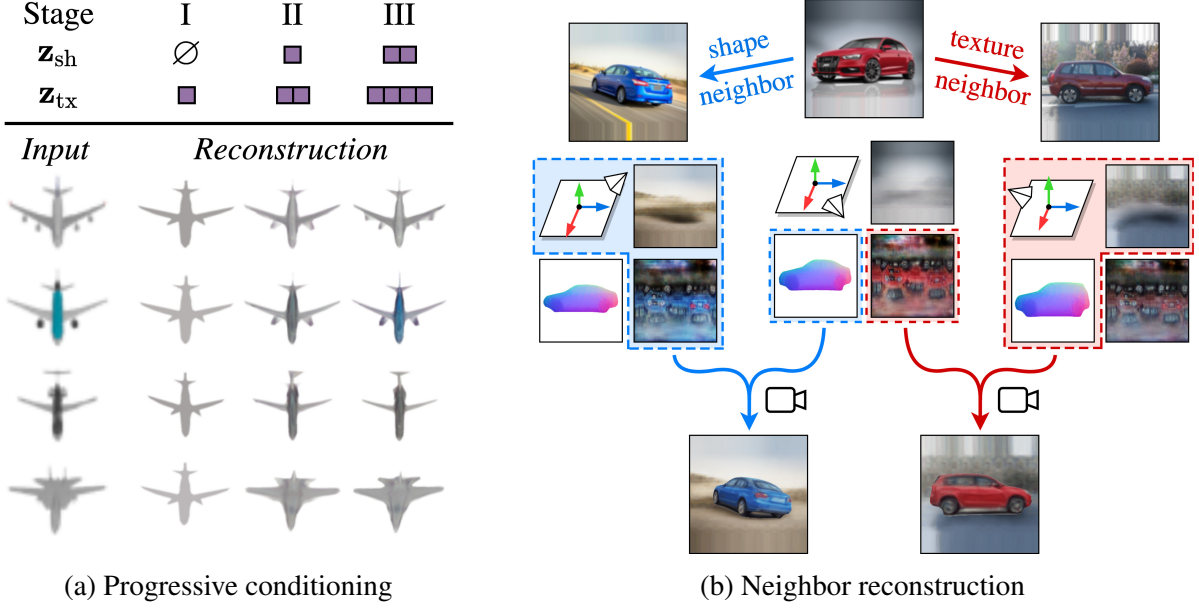 Stage I II III
z_sh ∅
z_tx
Input Reconstruction
(a) Progressive conditioning
shape
neighbor
texture
neighbor
(b) Neighbor reconstruction